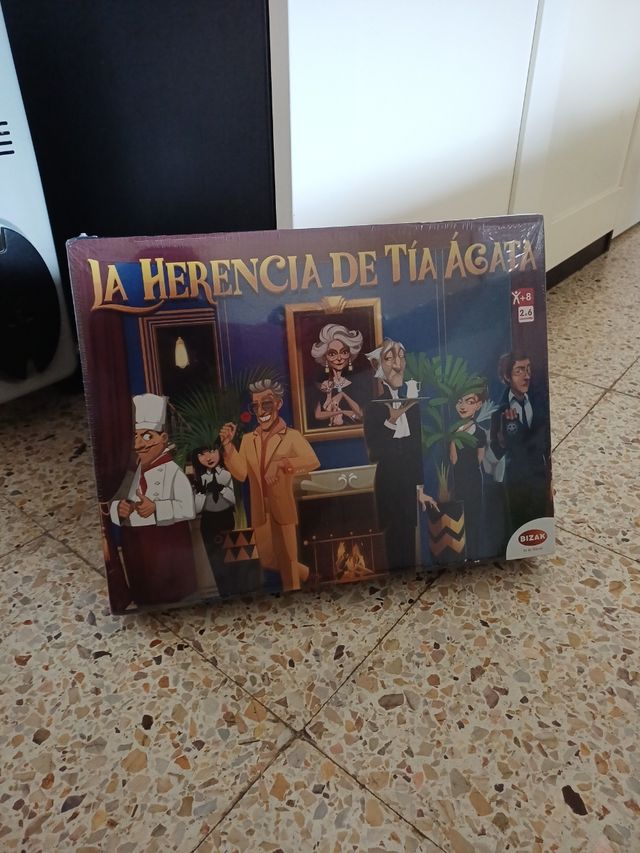 LA HERENCIA DE TÍA ÁGATA
+8
2-6
BIZAK